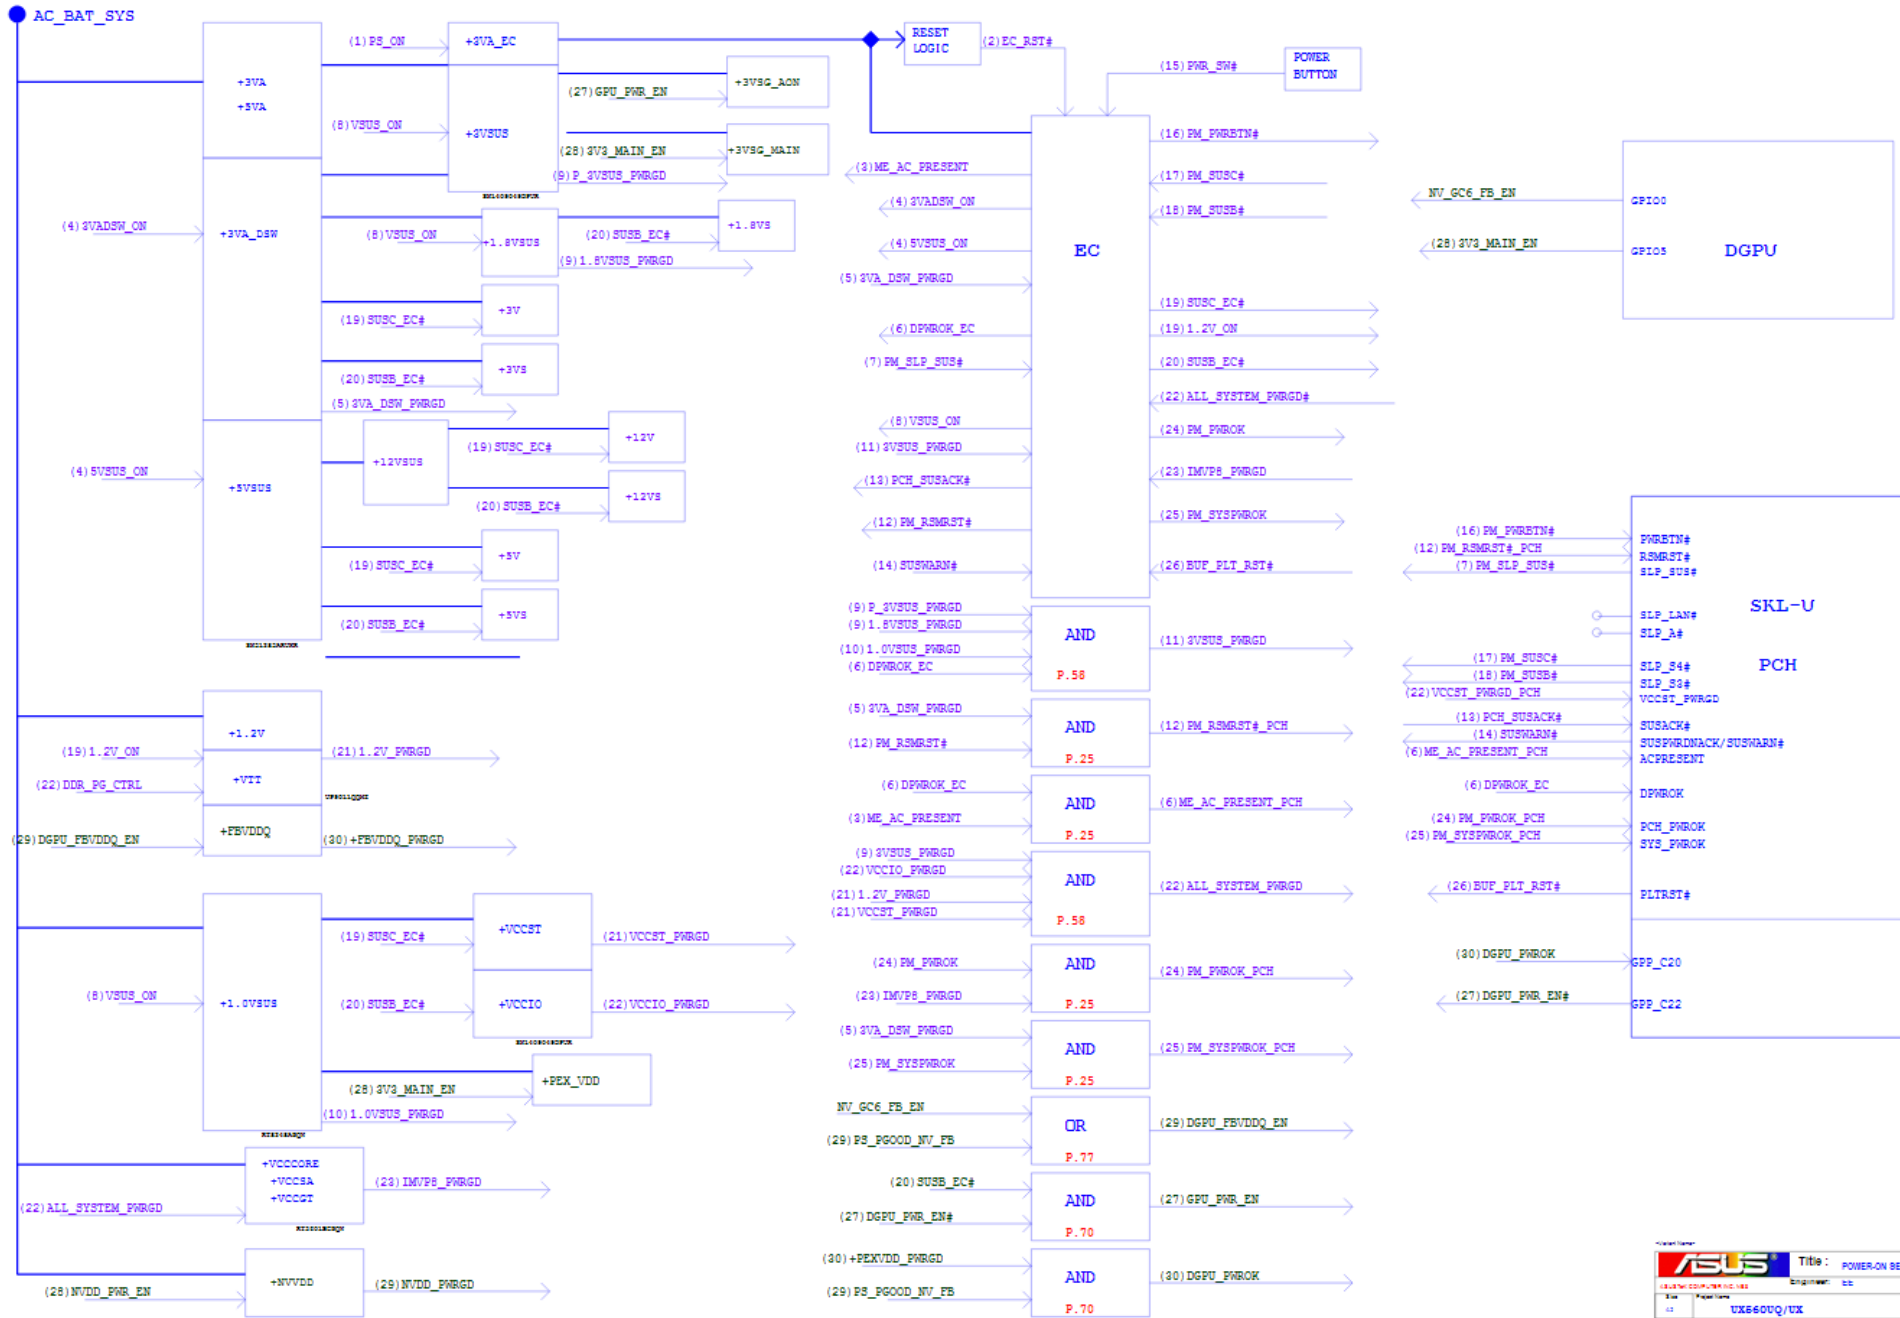 AC_BAT_SYS
+3VA
+5VA
(1)PS_ON
+3VA_EC
(8)VSUS_ON
+3VSUS
(27)GPU_PWR_EN
+3VSG_AON
(28)3V3_MAIN_EN
+3VSG_MAIN
(9)P_3VSUS_PWRGD
(4)3VADSW_ON
+3VA_DSW
(8)VSUS_ON
+1.8VSUS
(20)SUSB_EC#
+1.8VS
(9)1.8VSUS_PWRGD
(19)SUSC_EC#
+3V
(20)SUSB_EC#
+3VS
(5)3VA_DSW_PWRGD
(4)5VSUS_ON
+5VSUS
+12VSUS
(19)SUSC_EC#
+12V
(20)SUSB_EC#
+12VS
(19)SUSC_EC#
+5V
(20)SUSB_EC#
+5VS
+1.2V
(19)1.2V_ON
(21)1.2V_PWRGD
+VTT
(22)DDR_PG_CTRL
+FBVDDQ
(29)DGPU_FBVDDQ_EN
(30)+FBVDDQ_PWRGD
(8)VSUS_ON
+1.0VSUS
(19)SUSC_EC#
+VCCST
(21)VCCST_PWRGD
(20)SUSB_EC#
+VCCIO
(22)VCCIO_PWRGD
(28)3V3_MAIN_EN
+PEX_VDD
(10)1.0VSUS_PWRGD
+VCCCORE
+VCCSA
+VCCGT
(22)ALL_SYSTEM_PWRGD
(23)IMVP8_PWRGD
+NVVDD
(28)NVDD_PWR_EN
(29)NVDD_PWRGD
RESET
LOGIC
(2)EC_RST#
(15)PWR_SW#
POWER
BUTTON
EC
(3)ME_AC_PRESENT
(4)3VADSW_ON
(4)5VSUS_ON
(5)3VA_DSW_PWRGD
(6)DPWROK_EC
(7)PM_SLP_SUS#
(8)VSUS_ON
(11)3VSUS_PWRGD
(13)PCH_SUSACK#
(12)PM_RSMRST#
(14)SUSWARN#
(16)PM_PWRBTN#
(17)PM_SUSC#
(18)PM_SUSB#
(19)SUSC_EC#
(19)1.2V_ON
(20)SUSB_EC#
(22)ALL_SYSTEM_PWRGD#
(24)PM_PWROK
(23)IMVP8_PWRGD
(25)PM_SYSPWROK
(26)BUF_PLT_RST#
(9)P_3VSUS_PWRGD
(9)1.8VSUS_PWRGD
(10)1.0VSUS_PWRGD
(6)DPWROK_EC
AND
P.58
(11)3VSUS_PWRGD
(5)3VA_DSW_PWRGD
(12)PM_RSMRST#
AND
P.25
(12)PM_RSMRST#_PCH
(6)DPWROK_EC
(3)ME_AC_PRESENT
AND
P.25
(6)ME_AC_PRESENT_PCH
(9)3VSUS_PWRGD
(22)VCCIO_PWRGD
(21)1.2V_PWRGD
(21)VCCST_PWRGD
AND
P.58
(22)ALL_SYSTEM_PWRGD
(24)PM_PWROK
(23)IMVP8_PWRGD
AND
P.25
(24)PM_PWROK_PCH
(5)3VA_DSW_PWRGD
(25)PM_SYSPWROK
AND
P.25
(25)PM_SYSPWROK_PCH
NV_GC6_FB_EN
(29)PS_PGOOD_NV_FB
OR
P.77
(29)DGPU_FBVDDQ_EN
(20)SUSB_EC#
(27)DGPU_PWR_EN#
AND
P.70
(27)GPU_PWR_EN
(30)+PEXVDD_PWRGD
(29)PS_PGOOD_NV_FB
AND
P.70
(30)DGPU_PWROK
NV_GC6_FB_EN
GPIO0
(28)3V3_MAIN_EN
GPIO5
DGPU
SKL-U
PCH
(16)PM_PWRBTN#
PWRBTN#
(12)PM_RSMRST#_PCH
RSMRST#
(7)PM_SLP_SUS#
SLP_SUS#
SLP_LAN#
SLP_A#
(17)PM_SUSC#
SLP_S4#
(18)PM_SUSB#
SLP_S3#
(22)VCCST_PWRGD_PCH
VCCST_PWRGD
(13)PCH_SUSACK#
SUSACK#
(14)SUSWARN#
SUSPWRDNACK/SUSWARN#
(6)ME_AC_PRESENT_PCH
ACPRESENT
(6)DPWROK_EC
DPWROK
(24)PM_PWROK_PCH
PCH_PWROK
(25)PM_SYSPWROK_PCH
SYS_PWROK
(26)BUF_PLT_RST#
PLTRST#
(30)DGPU_PWROK
GPP_C20
(27)DGPU_PWR_EN#
GPP_C22
<Variant Name>
ASUS
Title :
POWER-ON SE
ASUSTeK COMPUTER INC. NB3
Engineer:
EE
Size
Project Name
UX560UQ/UX